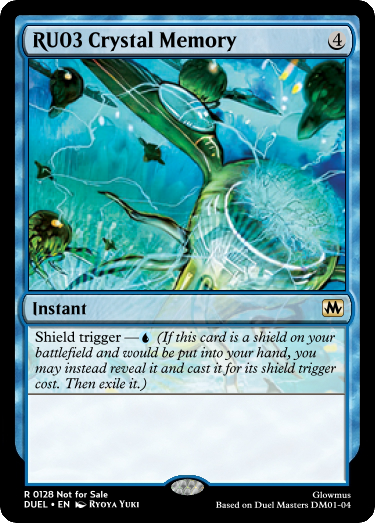 RU03 Crystal Memory 4
Instant
Shield trigger — (If this card is a shield on your
battlefield and would be put into your hand, you
may instead reveal it and cast it for its shield trigger
cost. Then exile it.)
R 0128 Not for Sale
Glowmus
DUEL • EN Ryoya Yuki
Based on Duel Masters DM01-04